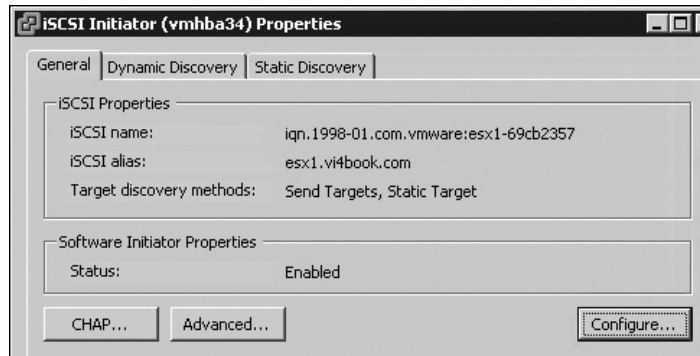 iSCSI Initiator (vmhba34) Properties
General Dynamic Discovery Static Discovery
iSCSI Properties
iSCSI name: iqn.1998-01.com.vmware:esx1-69cb2357
iSCSI alias: esx1.vi4book.com
Target discovery methods: Send Targets, Static Target
Software Initiator Properties
Status: Enabled
CHAP... Advanced... Configure...